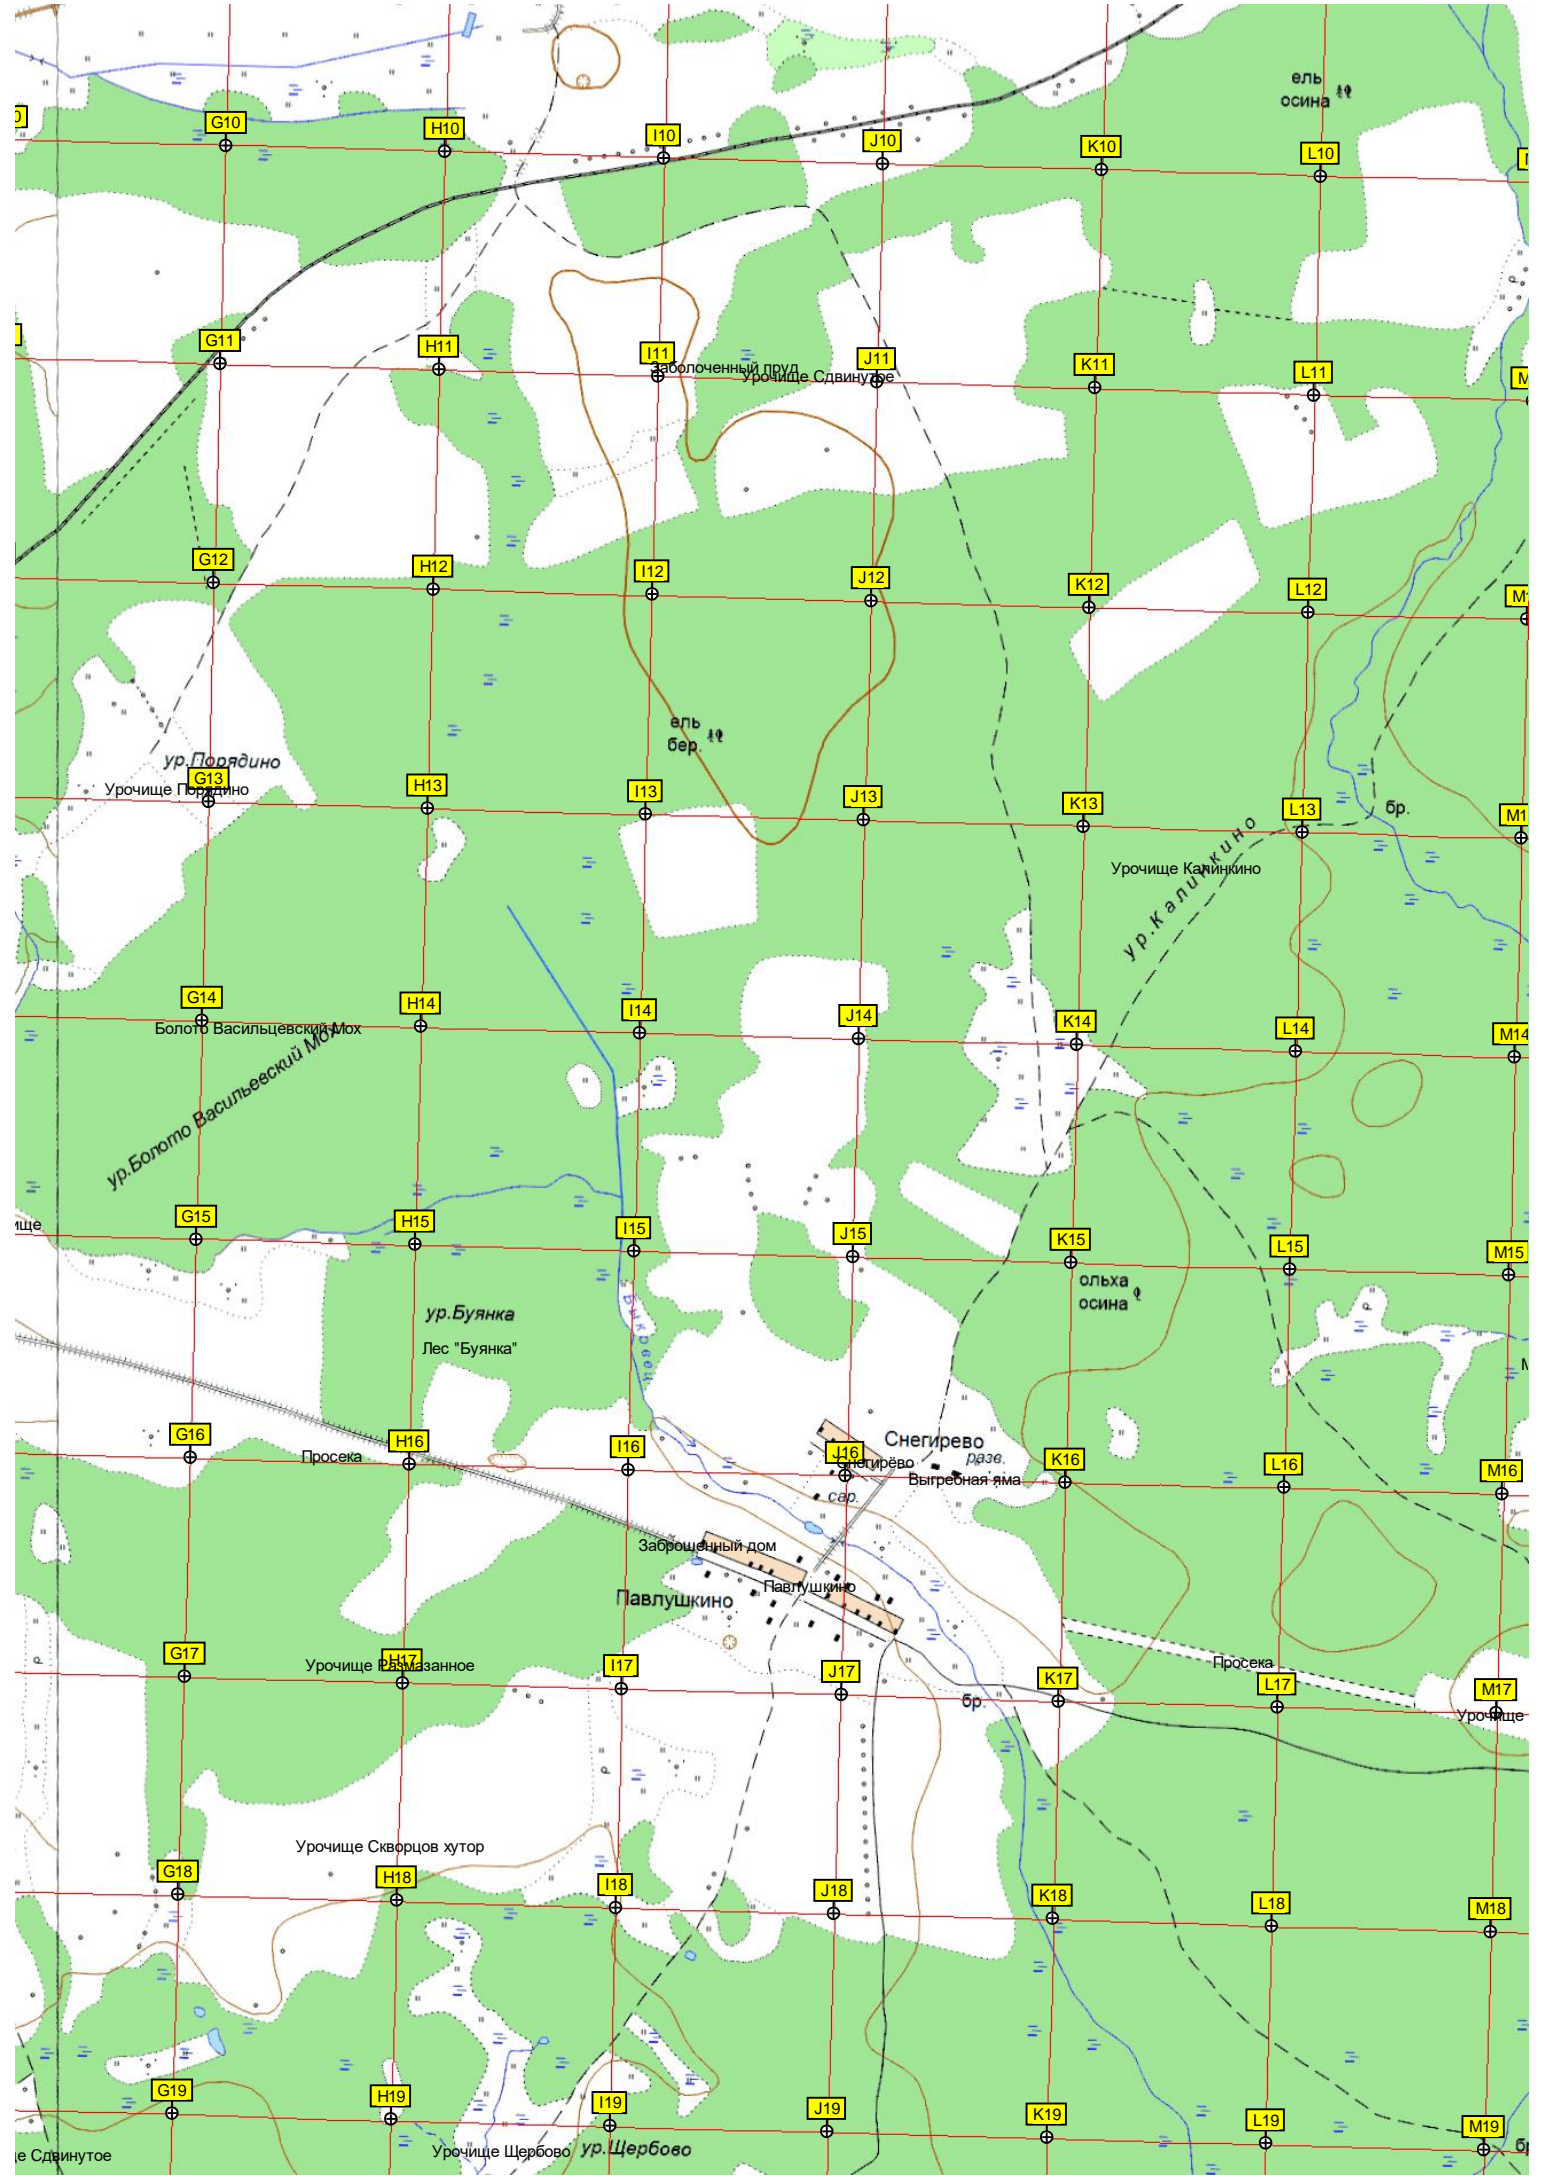 ель
осина
G10
H10
I10
J10
K10
L10
G11
H11
I11
J11
K11
L11
Заболоченный пруд
Урочище Сдвинутое
G12
H12
I12
J12
K12
L12
ель
бер.
ур.Порядино
G13
H13
I13
J13
K13
L13
бр.
Урочище Порядино
Урочище Калинкино
ур.Калинкино
G14
H14
I14
J14
K14
L14
M14
Болото Васильцевский Мох
ур.Болото Васильевский Мох
G15
H15
I15
J15
K15
L15
M15
ище
ольха
осина
р
ур.Буянка
Лес "Буянка"
G16
H16
I16
J16
K16
L16
M16
Снегирево
разв.
Снегирёво
Просека
Выгребная яма
сар.
Заброшенный дом
Павлушкино
Павлушкино
G17
H17
I17
J17
K17
L17
M17
Урочище Размазанное
Просека
бр.
Урочище
р
р
Урочище Скворцов хутор
G18
H18
I18
J18
K18
L18
M18
G19
H19
I19
J19
K19
L19
M19
е Сдвинутое
Урочище Щербово
ур.Щербово